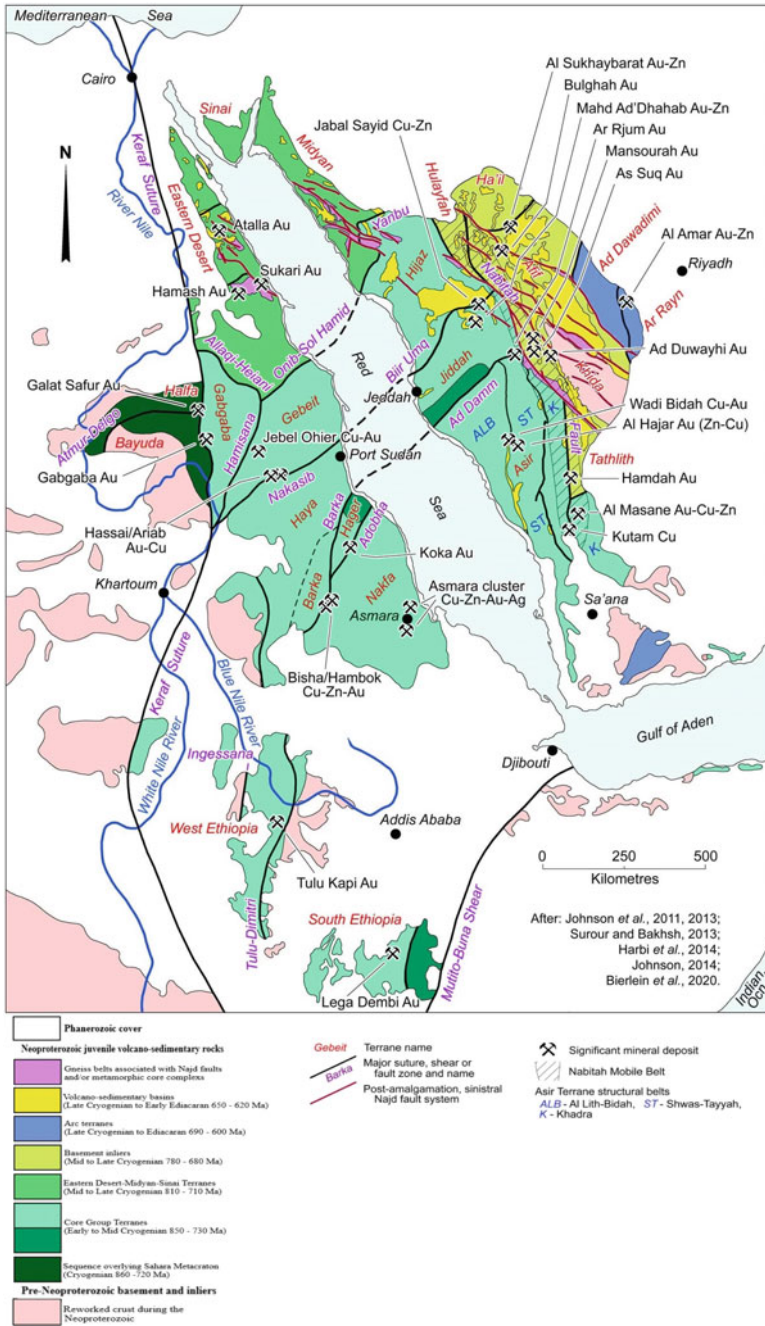 Mediterranean Sea
Cairo
Sinai
Al Sukhaybarat Au-Zn
Bulghah Au
Mahd Ad'Dhahab Au-Zn
Jabal Sayid Cu-Zn
Ar Rjum Au
Mansourah Au
As Suq Au
Midyan
Keraf Suture
N
River Nile
Eastern Desert
Hulayfah
Ha'il
Yanbu
Atalla Au
Ad Dawadimi
Al Amar Au-Zn
Hijaz
Afif
Riyadh
Sukari Au
Nabitah
Hamash Au
Ar Rayn
Onib Sol Hamid
Allaqi-Heiani
Red
Sea
Bi'ir Umq
Ad Duwayhi Au
Galat Safur Au
Halfa
Gabgaba
Gebeit
Jeddah
Jiddah
Ad Damm
Wadi Bidah Cu-Au
Al Hajar Au (Zn-Cu)
Atmur-Delgo
Bayuda
Hamisana
Jebel Ohier Cu-Au
Port Sudan
ALB
ST
K
Asir
Fault
Tathlith
Gabgaba Au
Nakasib
Hamdah Au
Hassai/Ariab
Au-Cu
Haya
Barka
Hager
Adobha
Al Masane Au-Cu-Zn
ST
K
Kutam Cu
Koka Au
Khartoum
Barka
Nakfa
Asmara cluster
Cu-Zn-Au-Ag
Sa'ana
Asmara
Keraf Suture
Blue Nile River
Bisha/Hambok
Cu-Zn-Au
White Nile River
Ingessana
Gulf of Aden
Djibouti
West Ethiopia
Addis Ababa
Tulu Kapi Au
0 250 500
Kilometres
Mutito-Buna Shear
Tulu-Dimitri
South Ethiopia
Lega Dembi Au
After: Johnson et al., 2011, 2013;
Surour and Bakhsh, 2013;
Harbi et al., 2014;
Johnson, 2014;
Bierlein et al., 2020.
Indian
Ocn.
Phanerozoic cover
Neoproterozoic juvenile volcano-sedimentary rocks
Gneiss belts associated with Najd faults
and/or metamorphic core complexs
Volcano-sedimentary basins
(Late Cryogenian to Early Ediacaran 650 - 620 Ma)
Arc terranes
(Late Cryogenian to Ediacaran 690 - 600 Ma)
Basement inliers
(Mid to Late Cryogenian 780 - 680 Ma)
Eastern Desert-Midyan-Sinai Terranes
(Mid to Late Cryogenian 810 - 710 Ma)
Core Group Terranes
(Early to Mid Cryogenian 850 - 730 Ma)
Sequence overlying Sahara Metacraton
(Cryogenian 860 -720 Ma)
Pre-Neoproterozoic basement and inliers
Reworked crust during the
Neoproterozoic
Gebeit Terrane name
Barka Major suture, shear or
fault zone and name
Post-amalgamation, sinistral
Najd fault system
Significant mineral deposit
Nabitah Mobile Belt
Asir Terrane structural belts
ALB - Al Lith-Bidah, ST - Shwas-Tayyah,
K - Khadra